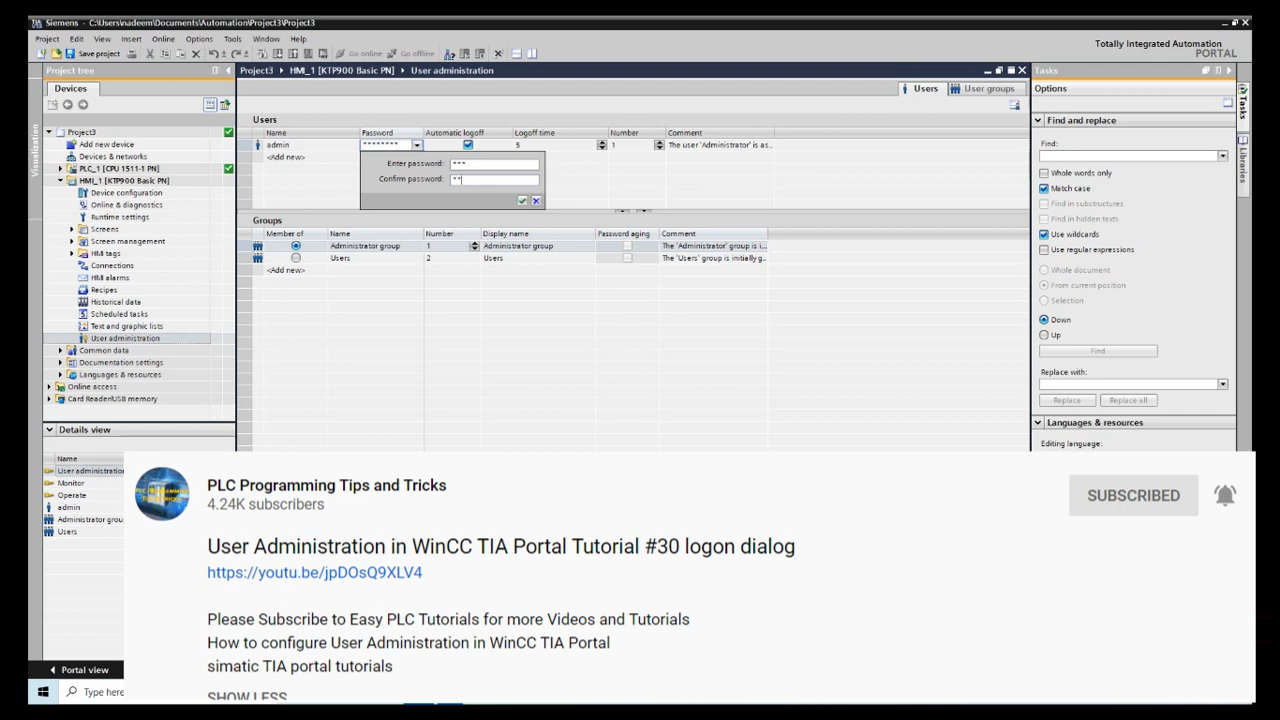 Siemens - C:\Users\nadeem\Documents\Automation\Project3\Project3
Project Edit View Insert Online Options Tools Window Help
Save project Go online Go offline
Totally Integrated Automation
PORTAL
Project tree
Devices
Visualization
Project3
Add new device
Devices & networks
PLC_1 [CPU 1511-1 PN]
HMI_1 [KTP900 Basic PN]
Device configuration
Online & diagnostics
Runtime settings
Screens
Screen management
HMI tags
Connections
HMI alarms
Recipes
Historical data
Scheduled tasks
Text and graphic lists
User administration
Common data
Documentation settings
Languages & resources
Online access
Card Reader/USB memory
Details view
Name
User administratio
Monitor
Operate
admin
Administrator grou
Users
Portal view
Type here
Project3 HMI_1 [KTP900 Basic PN] User administration
Users User groups
Users
Name Password Automatic logoff Logoff time Number Comment
admin ******** 5 1 The user 'Administrator' is as...
<Add new>
Enter password: ***
Confirm password: **
Groups
Member of Name Number Display name Password aging Comment
Administrator group 1 Administrator group The 'Administrator' group is i...
Users 2 Users The 'Users' group is initially g...
<Add new>
Tasks
Options
Find and replace
Find:
Whole words only
Match case
Find in substructures
Find in hidden texts
Use wildcards
Use regular expressions
Whole document
From current position
Selection
Down
Up
Find
Replace with:
Replace Replace all
Languages & resources
Editing language:
Tasks
Libraries
PLC Programming Tips and Tricks
4.24K subscribers
SUBSCRIBED
User Administration in WinCC TIA Portal Tutorial #30 logon dialog
https://youtu.be/jpDOsQ9XLV4
Please Subscribe to Easy PLC Tutorials for more Videos and Tutorials
How to configure User Administration in WinCC TIA Portal
simatic TIA portal tutorials
SHOW LESS